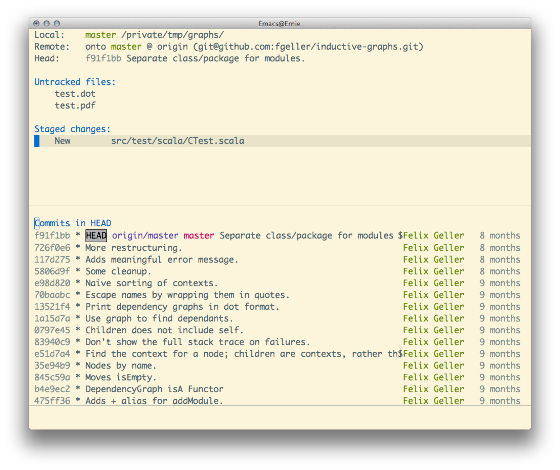 Emacs@Ernie
Local: master /private/tmp/graphs/
Remote: onto master @ origin (git@github.com:fgeller/inductive-graphs.git)
Head: f91f1bb Separate class/package for modules.
Untracked files:
test.dot
test.pdf
Staged changes:
New src/test/scala/CTest.scala
Commits in HEAD
f91f1bb * HEAD origin/master master Separate class/package for modules $Felix Geller 8 months
726f0e6 * More restructuring. Felix Geller 8 months
117d275 * Adds meaningful error message. Felix Geller 8 months
5806d9f * Some cleanup. Felix Geller 8 months
e98d820 * Naive sorting of contexts. Felix Geller 9 months
70baabc * Escape names by wrapping them in quotes. Felix Geller 9 months
13521f4 * Print dependency graphs in dot format. Felix Geller 9 months
1a15d7a * Use graph to find dependants. Felix Geller 9 months
0797e45 * Children does not include self. Felix Geller 9 months
83940c9 * Don't show the full stack trace on failures. Felix Geller 9 months
e51d7a4 * Find the context for a node; children are contexts, rather th$Felix Geller 9 months
35e94b9 * Nodes by name. Felix Geller 9 months
845c59a * Moves isEmpty. Felix Geller 9 months
b4e9ec2 * DependencyGraph isA Functor Felix Geller 9 months
475ff36 * Adds + alias for addModule. Felix Geller 9 months